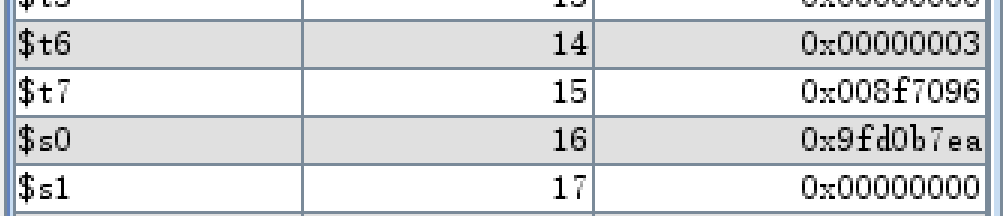 $t6 14 0x00000003
$t7 15 0x008f7096
$s0 16 0x9fd0b7ea
$s1 17 0x00000000